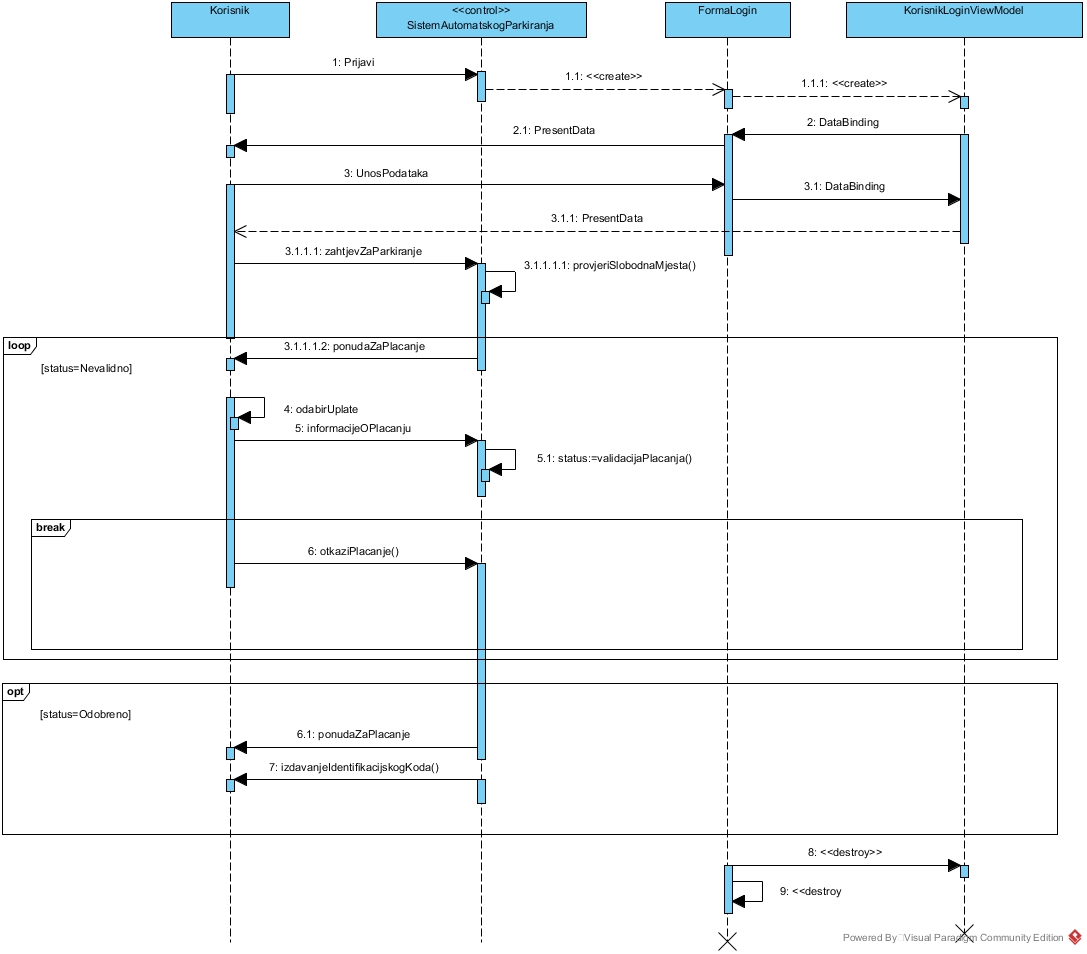 Korisnik
<<control>>
SistemAutomatskogParkiranja
FormaLogin
KorisnikLoginViewModel
1: Prijavi
1.1: <<create>>
1.1.1: <<create>>
2: DataBinding
2.1: PresentData
3: UnosPodataka
3.1: DataBinding
3.1.1: PresentData
3.1.1.1: zahtjevZaParkiranje
3.1.1.1.1: provjeriSlobodnaMjesta()
loop
3.1.1.1.2: ponudaZaPlacanje
[status=Nevalidno]
4: odabirUplate
5: informacijeOPlacanju
5.1: status:=validacijaPlacanja()
break
6: otkaziPlacanje()
opt
[status=Odobreno]
6.1: ponudaZaPlacanje
7: izdavanjeIdentifikacijskogKoda()
8: <<destroy>>
9: <<destroy
Powered By Visual Paradigm Community Edition